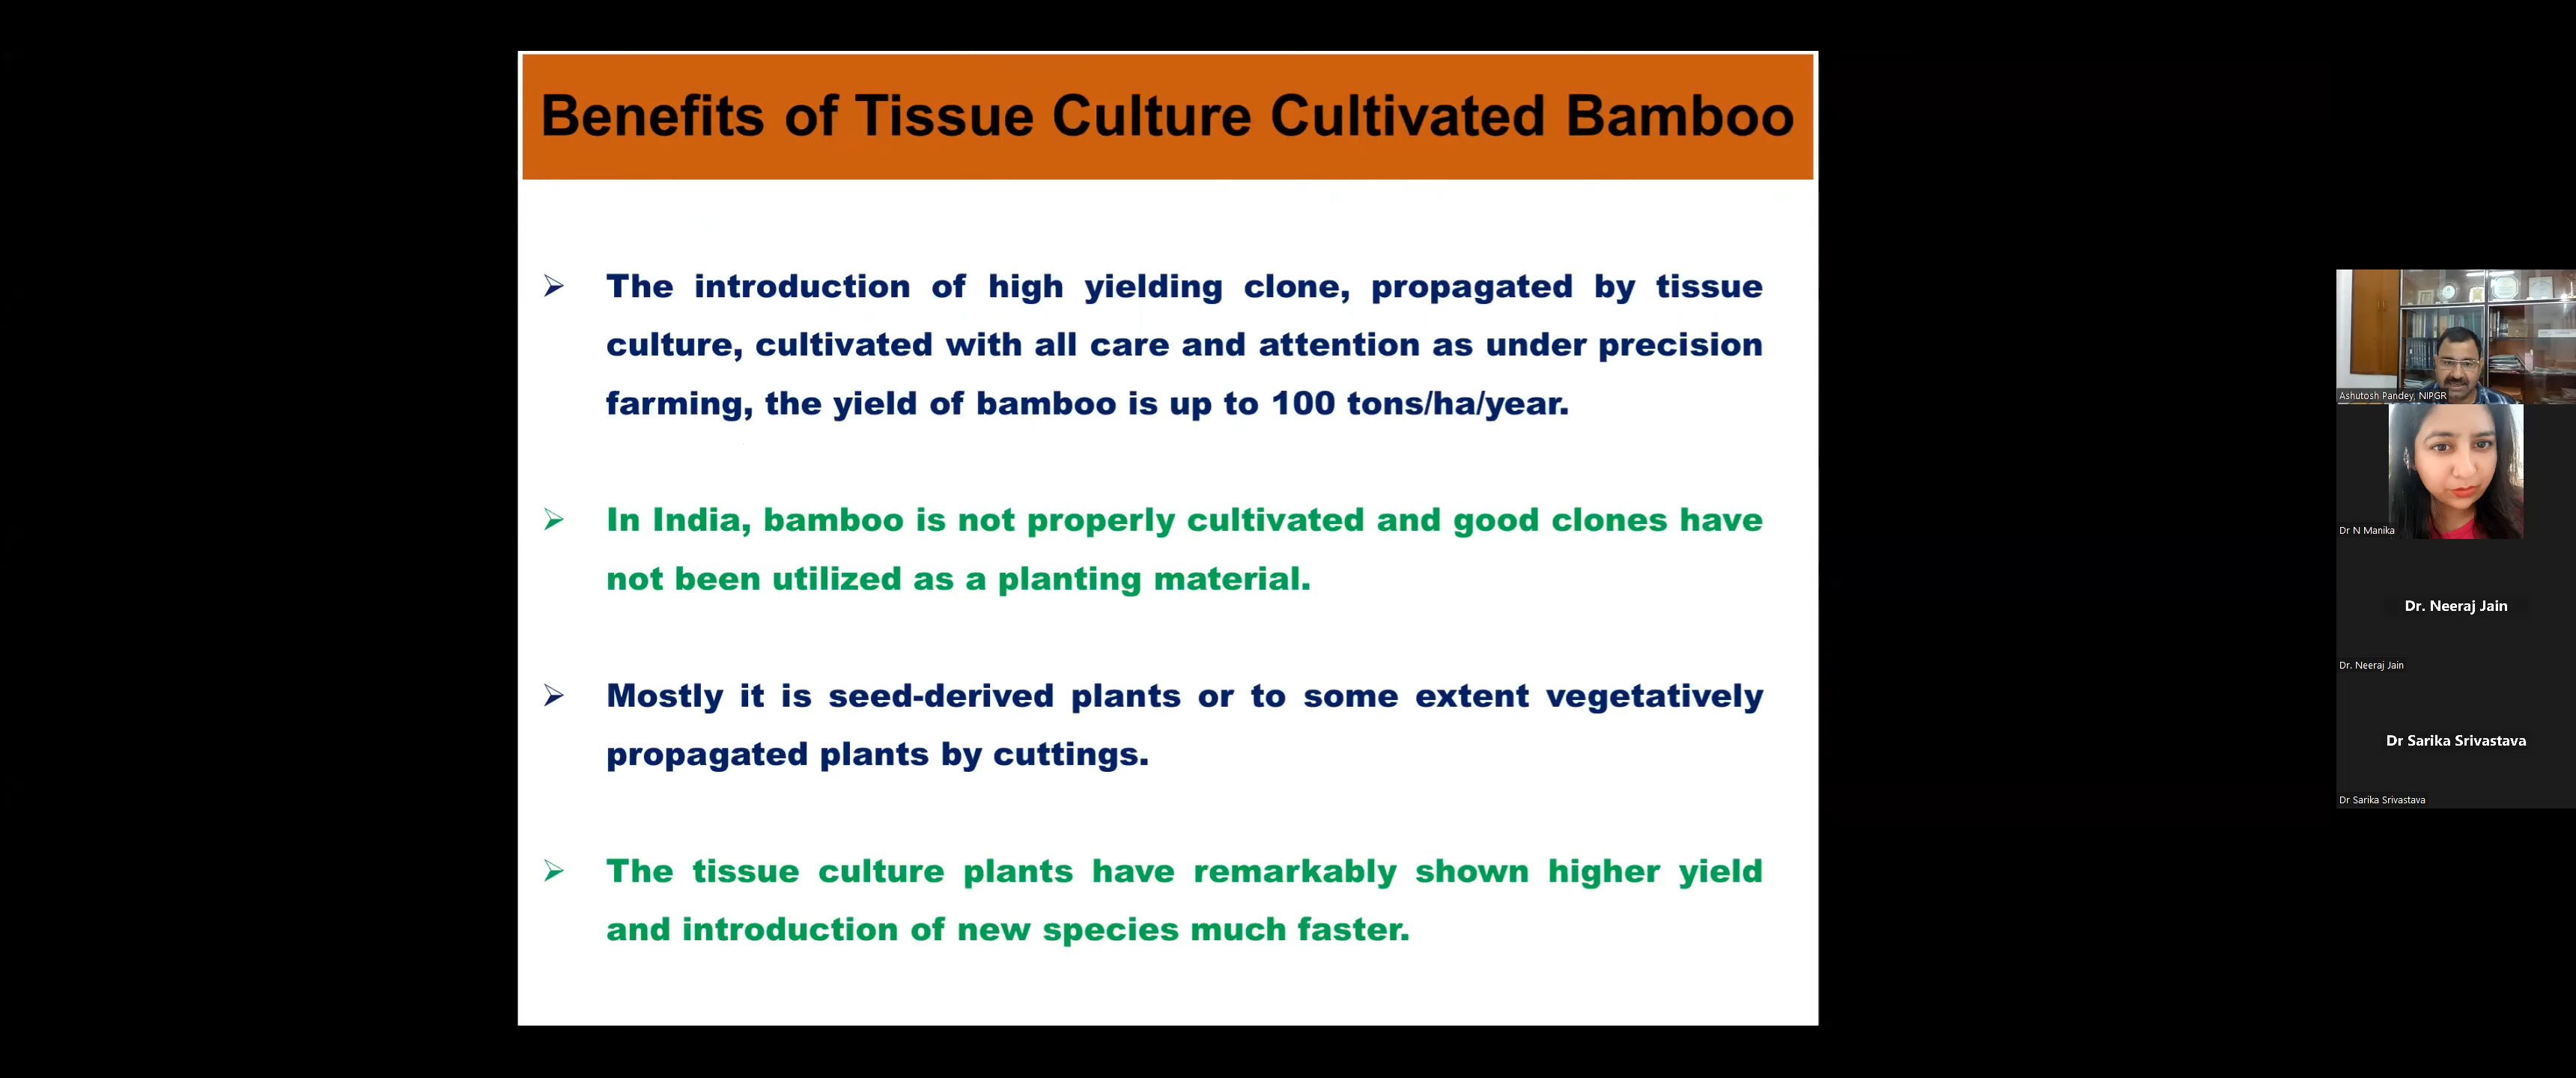 Benefits of Tissue Culture Cultivated Bamboo
➢ The introduction of high yielding clone, propagated by tissue
culture, cultivated with all care and attention as under precision
farming, the yield of bamboo is up to 100 tons/ha/year.
➢ In India, bamboo is not properly cultivated and good clones have
not been utilized as a planting material.
➢ Mostly it is seed-derived plants or to some extent vegetatively
propagated plants by cuttings.
➢ The tissue culture plants have remarkably shown higher yield
and introduction of new species much faster.
Ashutosh Pandey, NIPGR
Dr N Manika
Dr. Neeraj Jain
Dr. Neeraj Jain
Dr Sarika Srivastava
Dr Sarika Srivastava